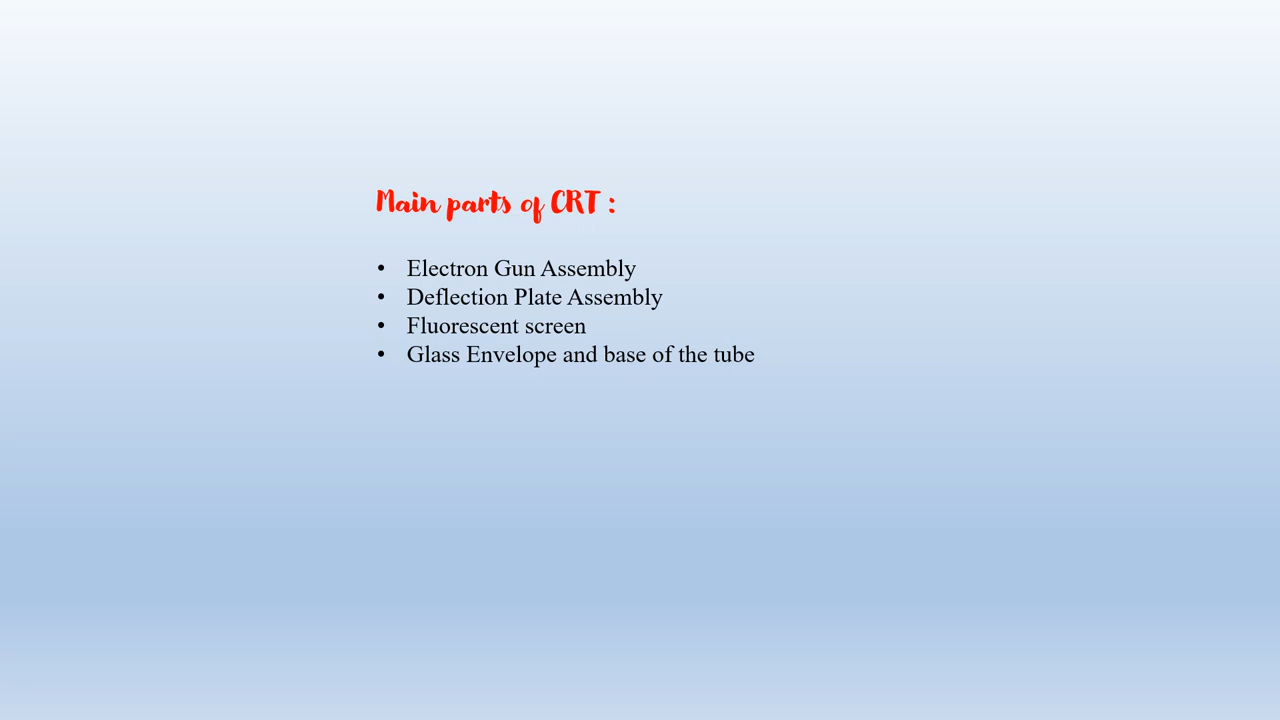 Main parts of CRT :
• Electron Gun Assembly
• Deflection Plate Assembly
• Fluorescent screen
• Glass Envelope and base of the tube